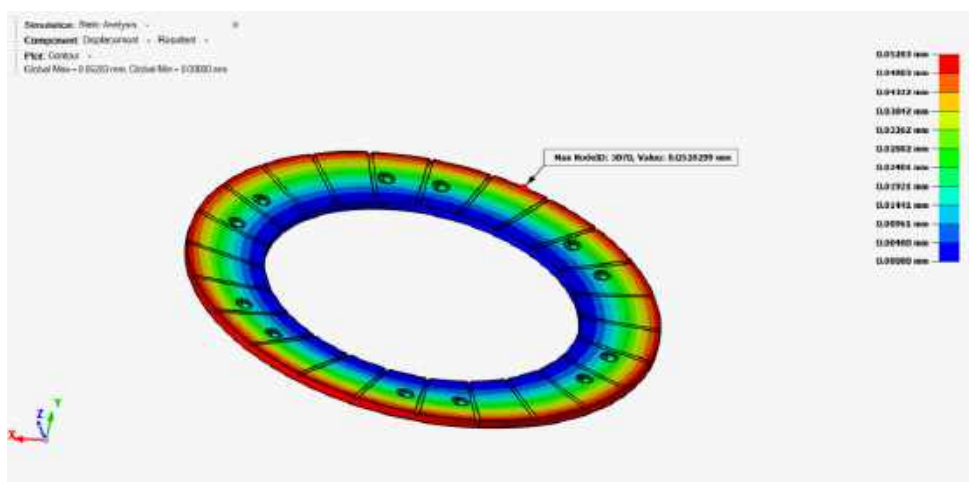 Simulation: Static Analysis
Component: Displacement - Resultant
Plot: Contour
Global Max = 0.05283 mm, Global Min = 0.00000 mm
0.05283 mm
0.04803 mm
0.04322 mm
0.03842 mm
0.03362 mm
0.02882 mm
0.02401 mm
0.01921 mm
0.01441 mm
0.00961 mm
0.00480 mm
0.00000 mm
Max NodeID: 3070, Value: 0.0528299 mm
Z
Y
X